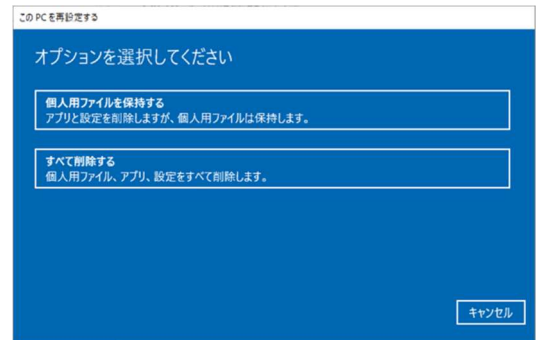 この PC を再設定する
オプションを選択してください
個人用ファイルを保持する
アプリと設定を削除しますが、個人用ファイルは保持します。
すべて削除する
個人用ファイル、アプリ、設定をすべて削除します。
キャンセル